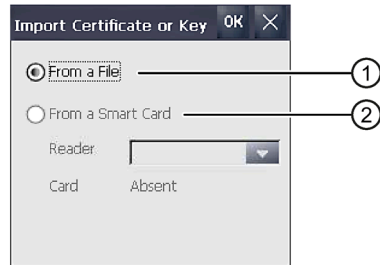 Import Certificate or Key OK ×
From a File 1
From a Smart Card 2
Reader
Card Absent